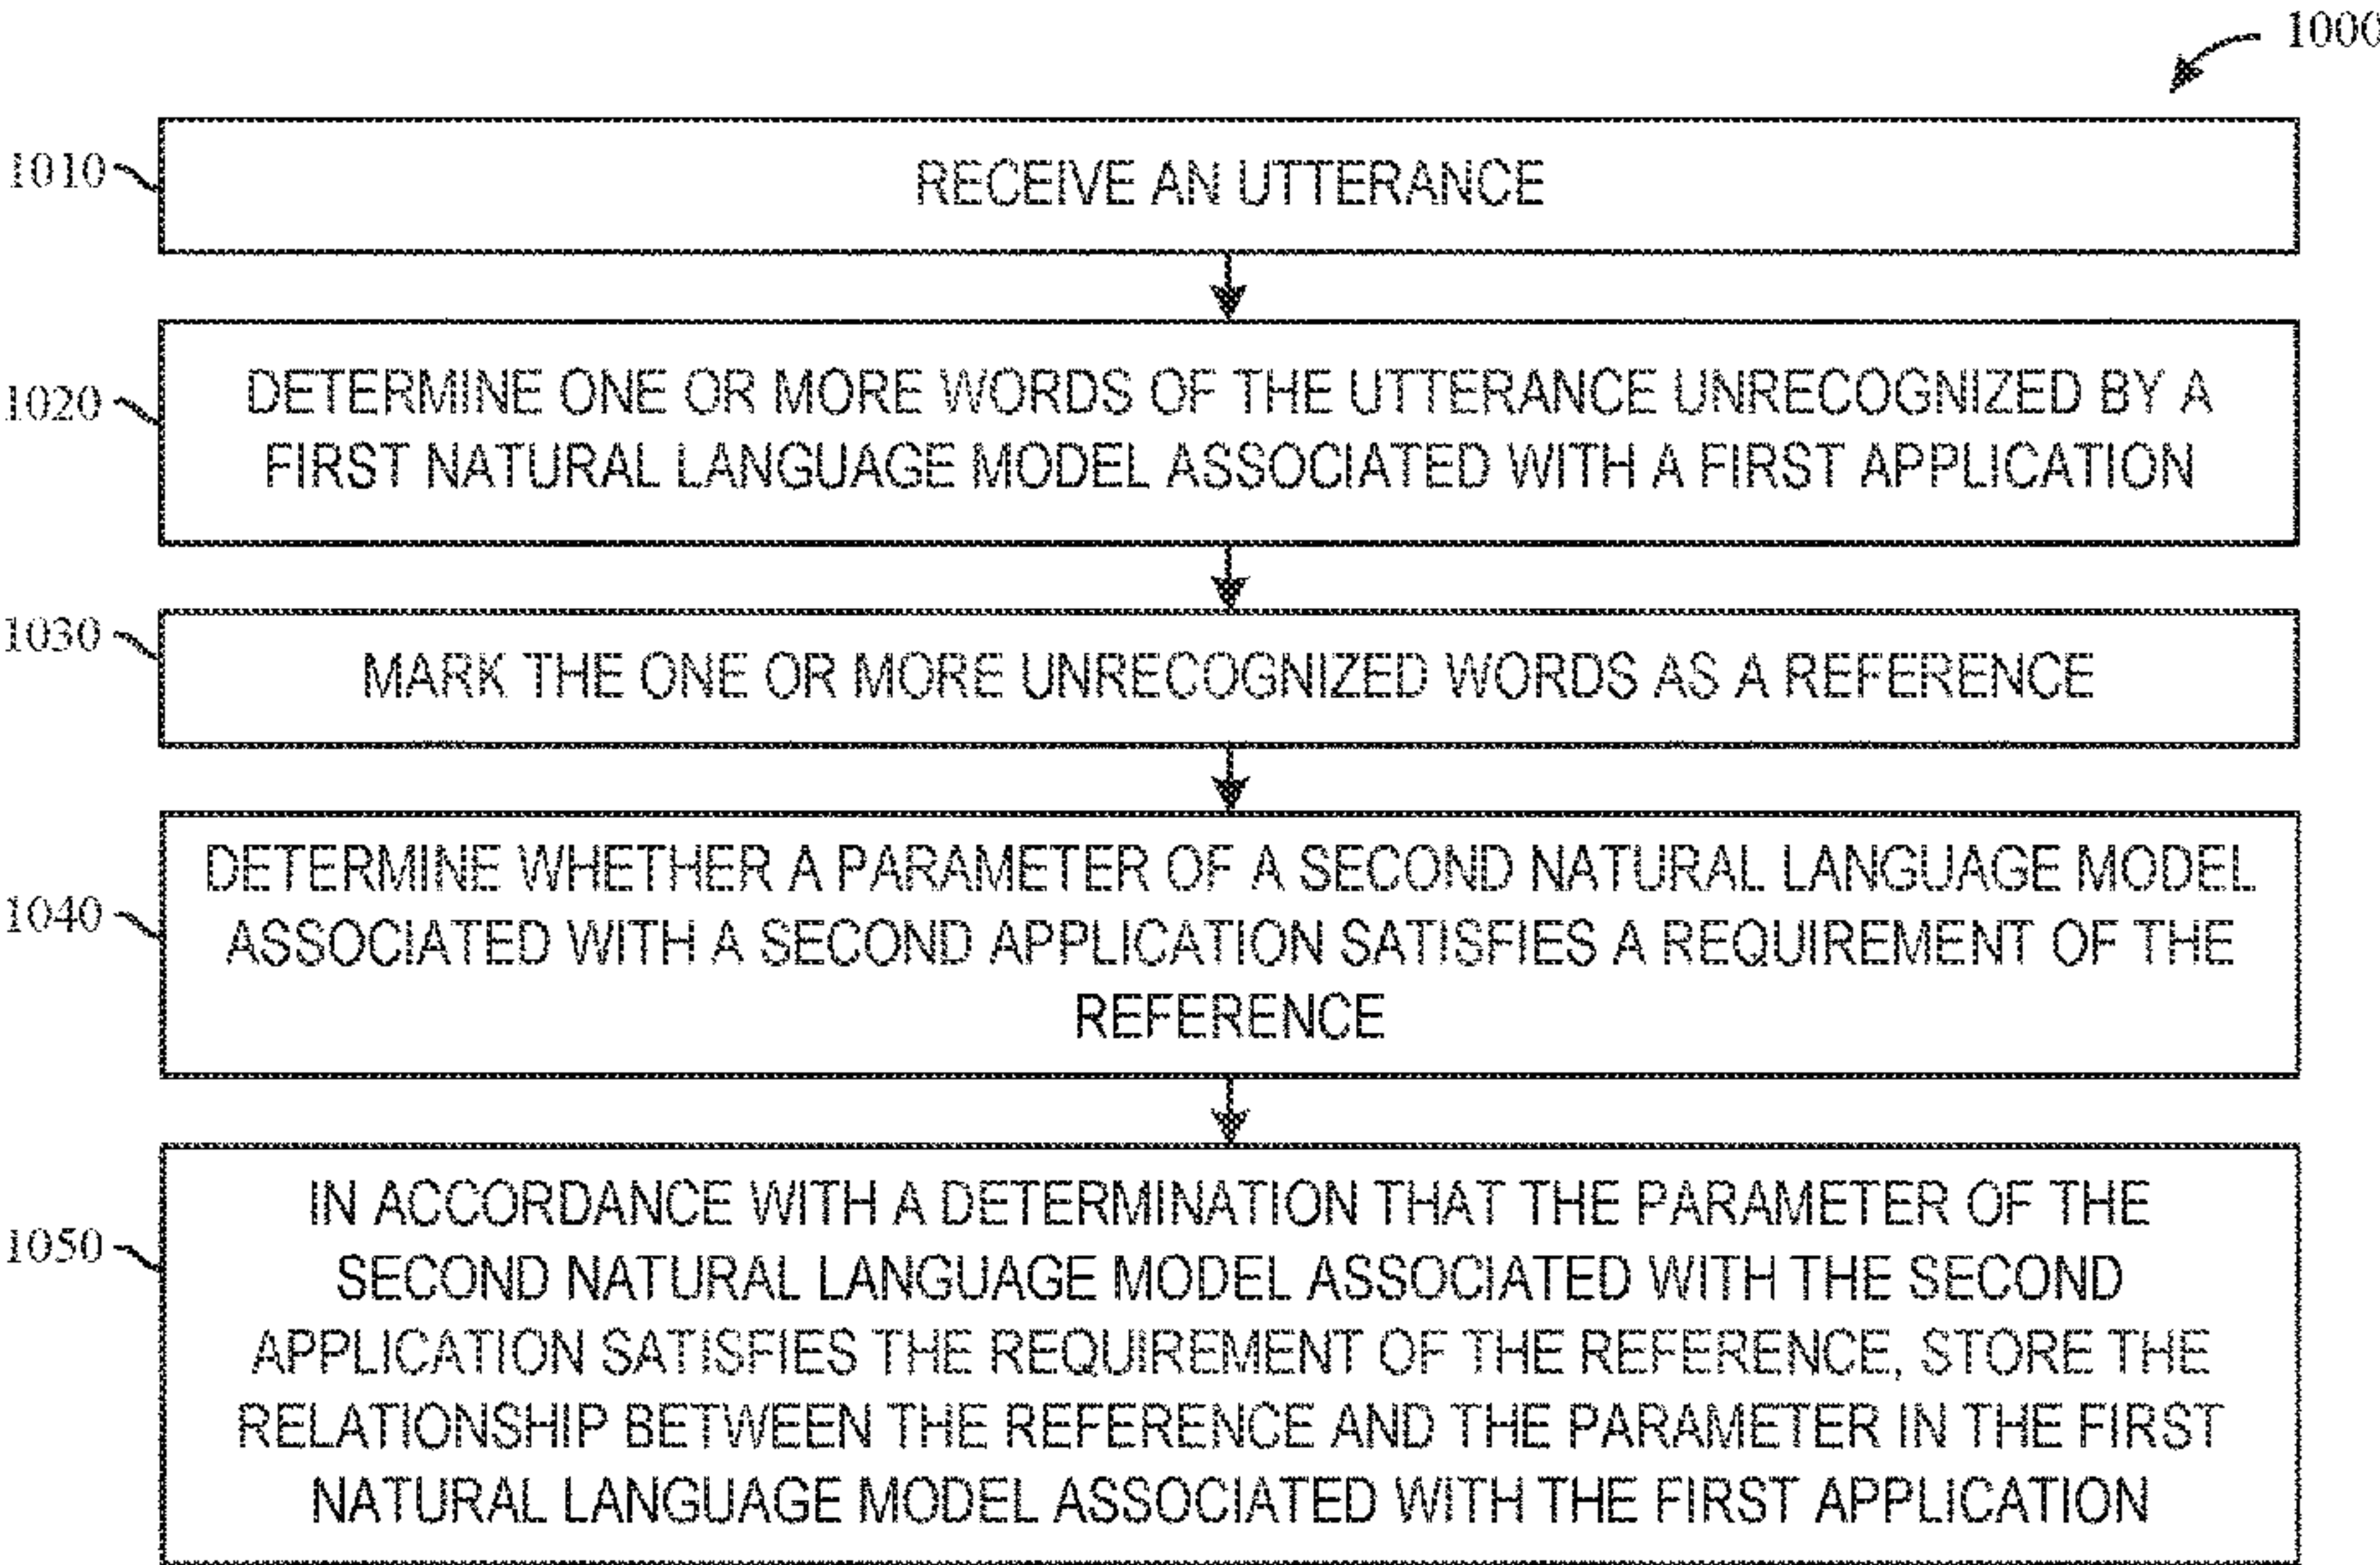 1000
1010
RECEIVE AN UTTERANCE
1020
DETERMINE ONE OR MORE WORDS OF THE UTTERANCE UNRECOGNIZED BY A
FIRST NATURAL LANGUAGE MODEL ASSOCIATED WITH A FIRST APPLICATION
1030
MARK THE ONE OR MORE UNRECOGNIZED WORDS AS A REFERENCE
1040
DETERMINE WHETHER A PARAMETER OF A SECOND NATURAL LANGUAGE MODEL
ASSOCIATED WITH A SECOND APPLICATION SATISFIES A REQUIREMENT OF THE
REFERENCE
1050
IN ACCORDANCE WITH A DETERMINATION THAT THE PARAMETER OF THE
SECOND NATURAL LANGUAGE MODEL ASSOCIATED WITH THE SECOND
APPLICATION SATISFIES THE REQUIREMENT OF THE REFERENCE, STORE THE
RELATIONSHIP BETWEEN THE REFERENCE AND THE PARAMETER IN THE FIRST
NATURAL LANGUAGE MODEL ASSOCIATED WITH THE FIRST APPLICATION